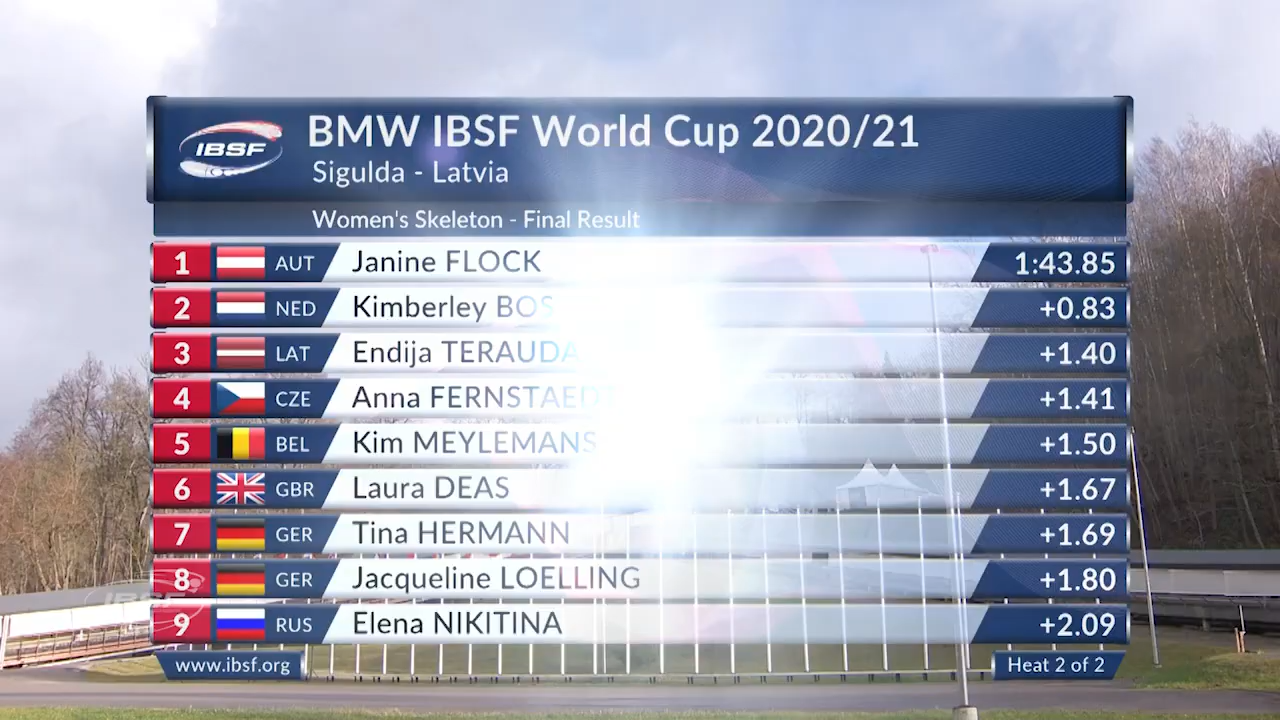 BMW IBSF World Cup 2020/21
IBSF
Sigulda - Latvia
Women's Skeleton - Final Result
1 AUT Janine FLOCK 1:43.85
2 NED Kimberley BOS +0.83
3 LAT Endija TERAUDA +1.40
4 CZE Anna FERNSTAEDT +1.41
5 BEL Kim MEYLEMANS +1.50
6 GBR Laura DEAS +1.67
7 GER Tina HERMANN +1.69
8 GER Jacqueline LOELLING +1.80
IBSF
9 RUS Elena NIKITINA +2.09
www.ibsf.org Heat 2 of 2